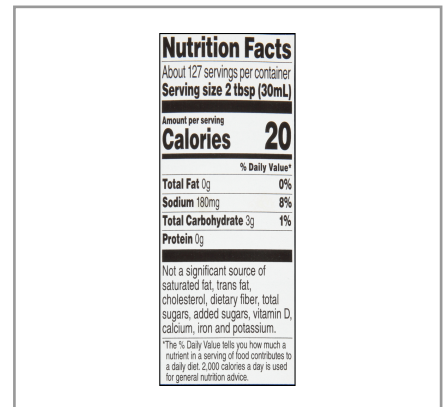 Nutrition Facts
About 127 servings per container
Serving size 2 tbsp (30mL)
Amount per serving
Calories 20
% Daily Value*
Total Fat 0g 0%
Sodium 180mg 8%
Total Carbohydrate 3g 1%
Protein 0g
Not a significant source of
saturated fat, trans fat,
cholesterol, dietary fiber, total
sugars, added sugars, vitamin D,
calcium, iron and potassium.
*The % Daily Value tells you how much a
nutrient in a serving of food contributes to
a daily diet. 2,000 calories a day is used
for general nutrition advice.